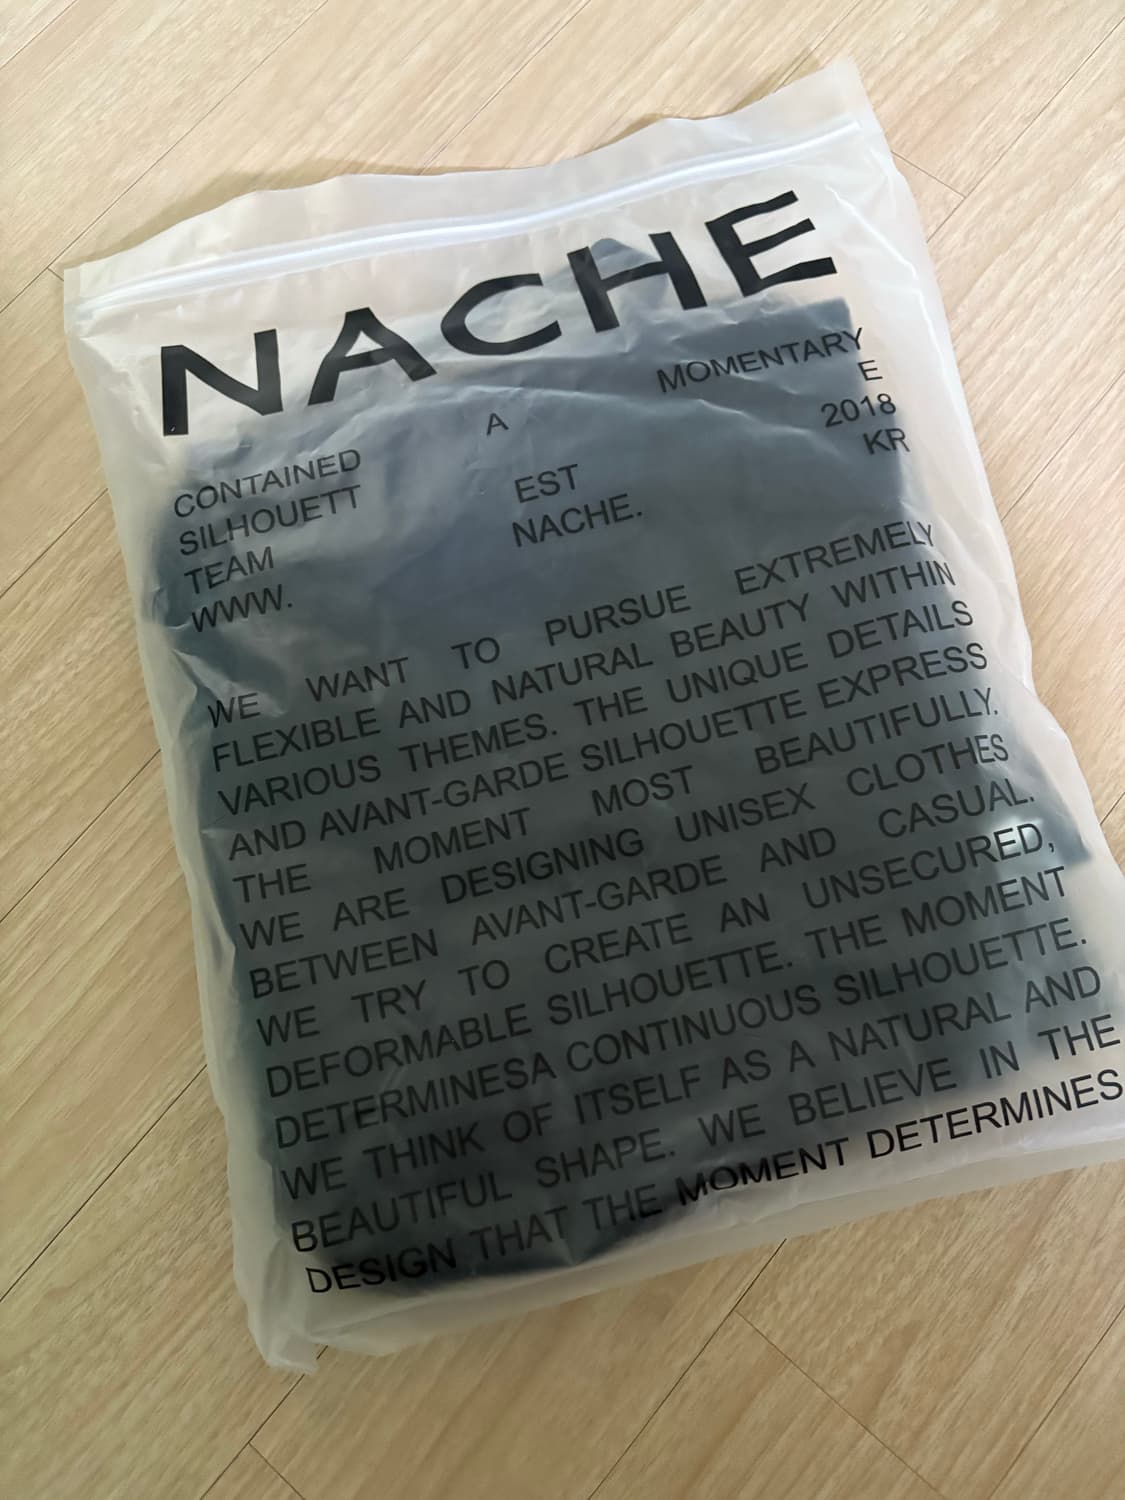 NACHE
CONTAINED A MOMENTARY
SILHOUETT E
TEAM EST 2018
WWW. NACHE. KR
WE WANT TO PURSUE EXTREMELY
FLEXIBLE AND NATURAL BEAUTY WITHIN
VARIOUS THEMES. THE UNIQUE DETAILS
AND AVANT-GARDE SILHOUETTE EXPRESS
THE MOMENT MOST BEAUTIFULLY.
WE ARE DESIGNING UNISEX CLOTHES
BETWEEN AVANT-GARDE AND CASUAL.
WE TRY TO CREATE AN UNSECURED,
DEFORMABLE SILHOUETTE. THE MOMENT
DETERMINESA CONTINUOUS SILHOUETTE.
WE THINK OF ITSELF AS A NATURAL AND
BEAUTIFUL SHAPE. WE BELIEVE IN THE
DESIGN THAT THE MOMENT DETERMINES